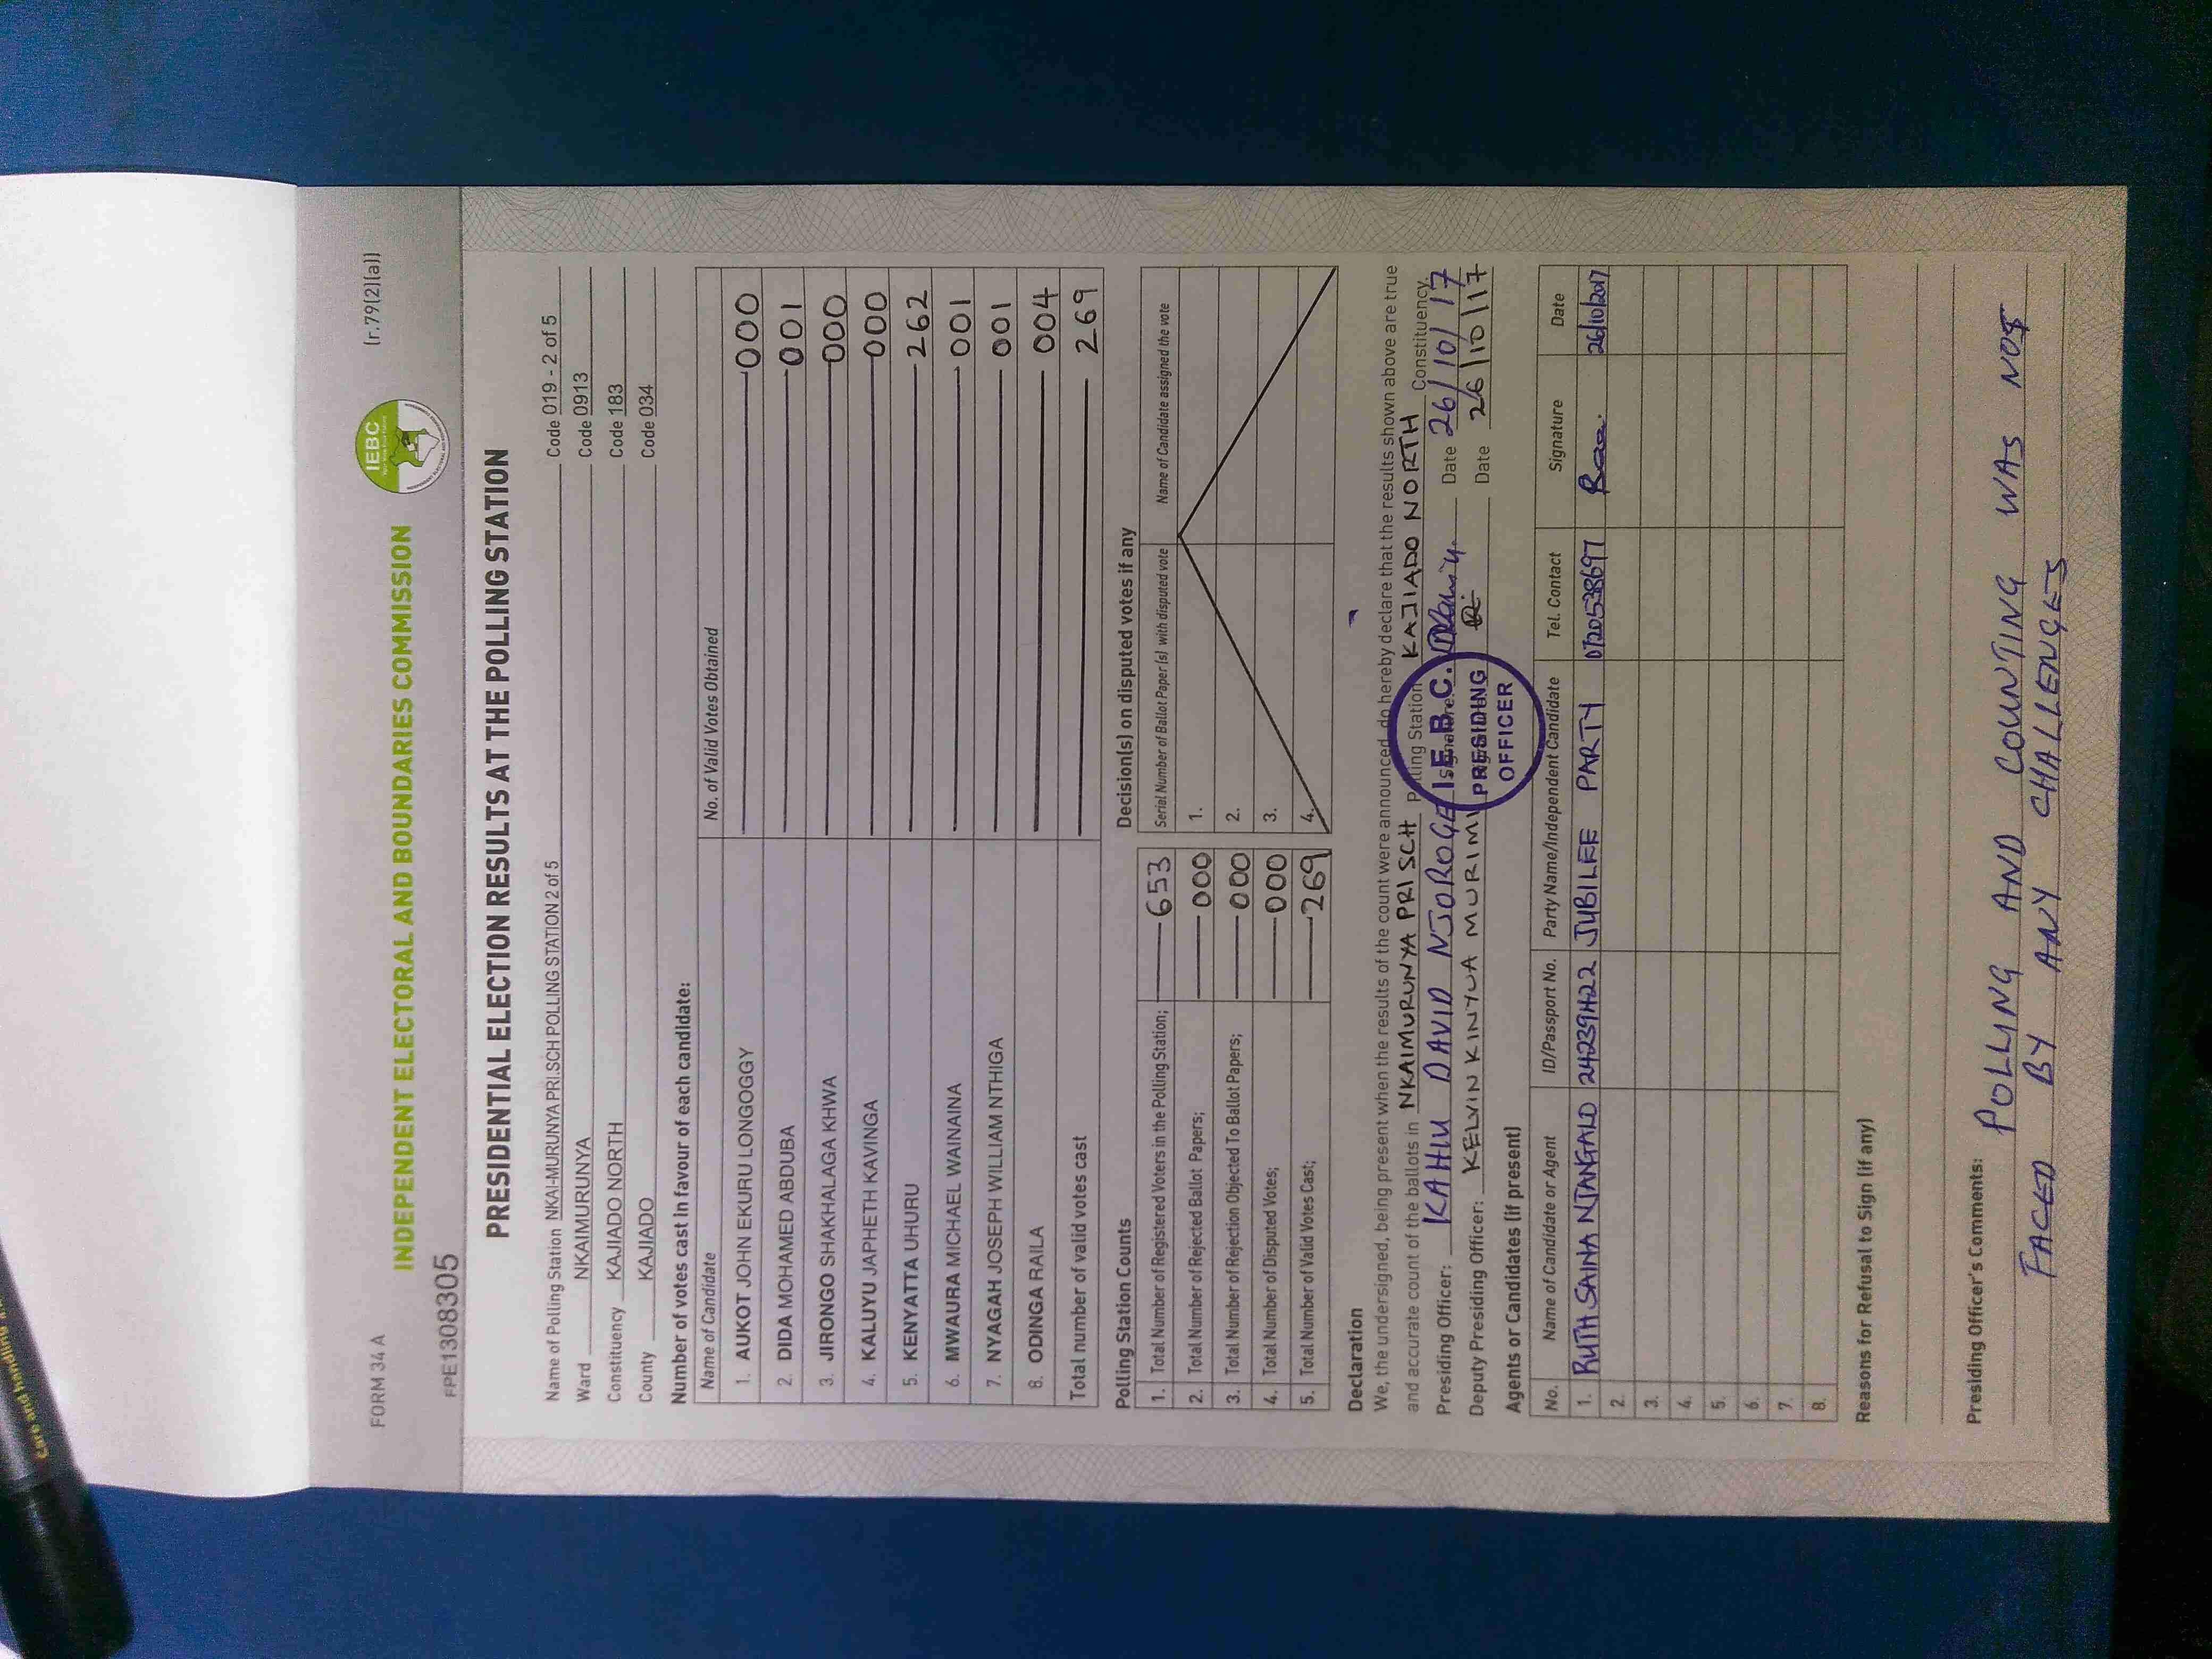 Care and handling
FORM 34 A
(r.79(2)(a))
INDEPENDENT ELECTORAL AND BOUNDARIES COMMISSION
IEBC
FPE1308305
PRESIDENTIAL ELECTION RESULTS AT THE POLLING STATION
Name of Polling Station NKAI-MURUNYA PRI.SCH POLLING STATION 2 of 5 Code 019 - 2 of 5
Ward NKAIMURUNYA Code 0913
Constituency KAJIADO NORTH Code 183
County KAJIADO Code 034
Number of votes cast in favour of each candidate:
Name of Candidate No. of Valid Votes Obtained
1. AUKOT JOHN EKURU LONGOGGY 000
2. DIDA MOHAMED ABDUBA 001
3. JIRONGO SHAKHALAGA KHWA 000
4. KALUYU JAPHETH KAVINGA 000
5. KENYATTA UHURU 262
6. MWAURA MICHAEL WAINAINA 001
7. NYAGAH JOSEPH WILLIAM NTHIGA 001
8. ODINGA RAILA 004
Total number of valid votes cast 269
Polling Station Counts
1. Total Number of Registered Voters in the Polling Station; 653
2. Total Number of Rejected Ballot Papers; 000
3. Total Number of Rejection Objected To Ballot Papers; 000
4. Total Number of Disputed Votes; 000
5. Total Number of Valid Votes Cast; 269
Decision(s) on disputed votes if any
Serial Number of Ballot Paper(s) with disputed vote Name of Candidate assigned the vote
1.
2.
3.
4.
Declaration
We, the undersigned, being present when the results of the count were announced, do hereby declare that the results shown above are true
and accurate count of the ballots in NKAIMURUNYA PRI SCH Polling Station KAJIADO NORTH Constituency.
Presiding Officer: KAHIU DAVID NJOROGE Signature: Date 26/10/17
Deputy Presiding Officer: KELVIN KINYUA MURIMI Date 26/10/17
I.E.B.C.
PRESIDING
OFFICER
Agents or Candidates (if present)
No. Name of Candidate or Agent ID/Passport No. Party Name/Independent Candidate Tel. Contact Signature Date
1. RUTH SAINA 24239422 JUBILEE PARTY 0720538697 26/10/2017
2.
3.
4.
5.
6.
7.
8.
Reasons for Refusal to Sign (if any)
Presiding Officer's Comments: POLLING AND COUNTING WAS NOT
FACED BY ANY CHALLENGES